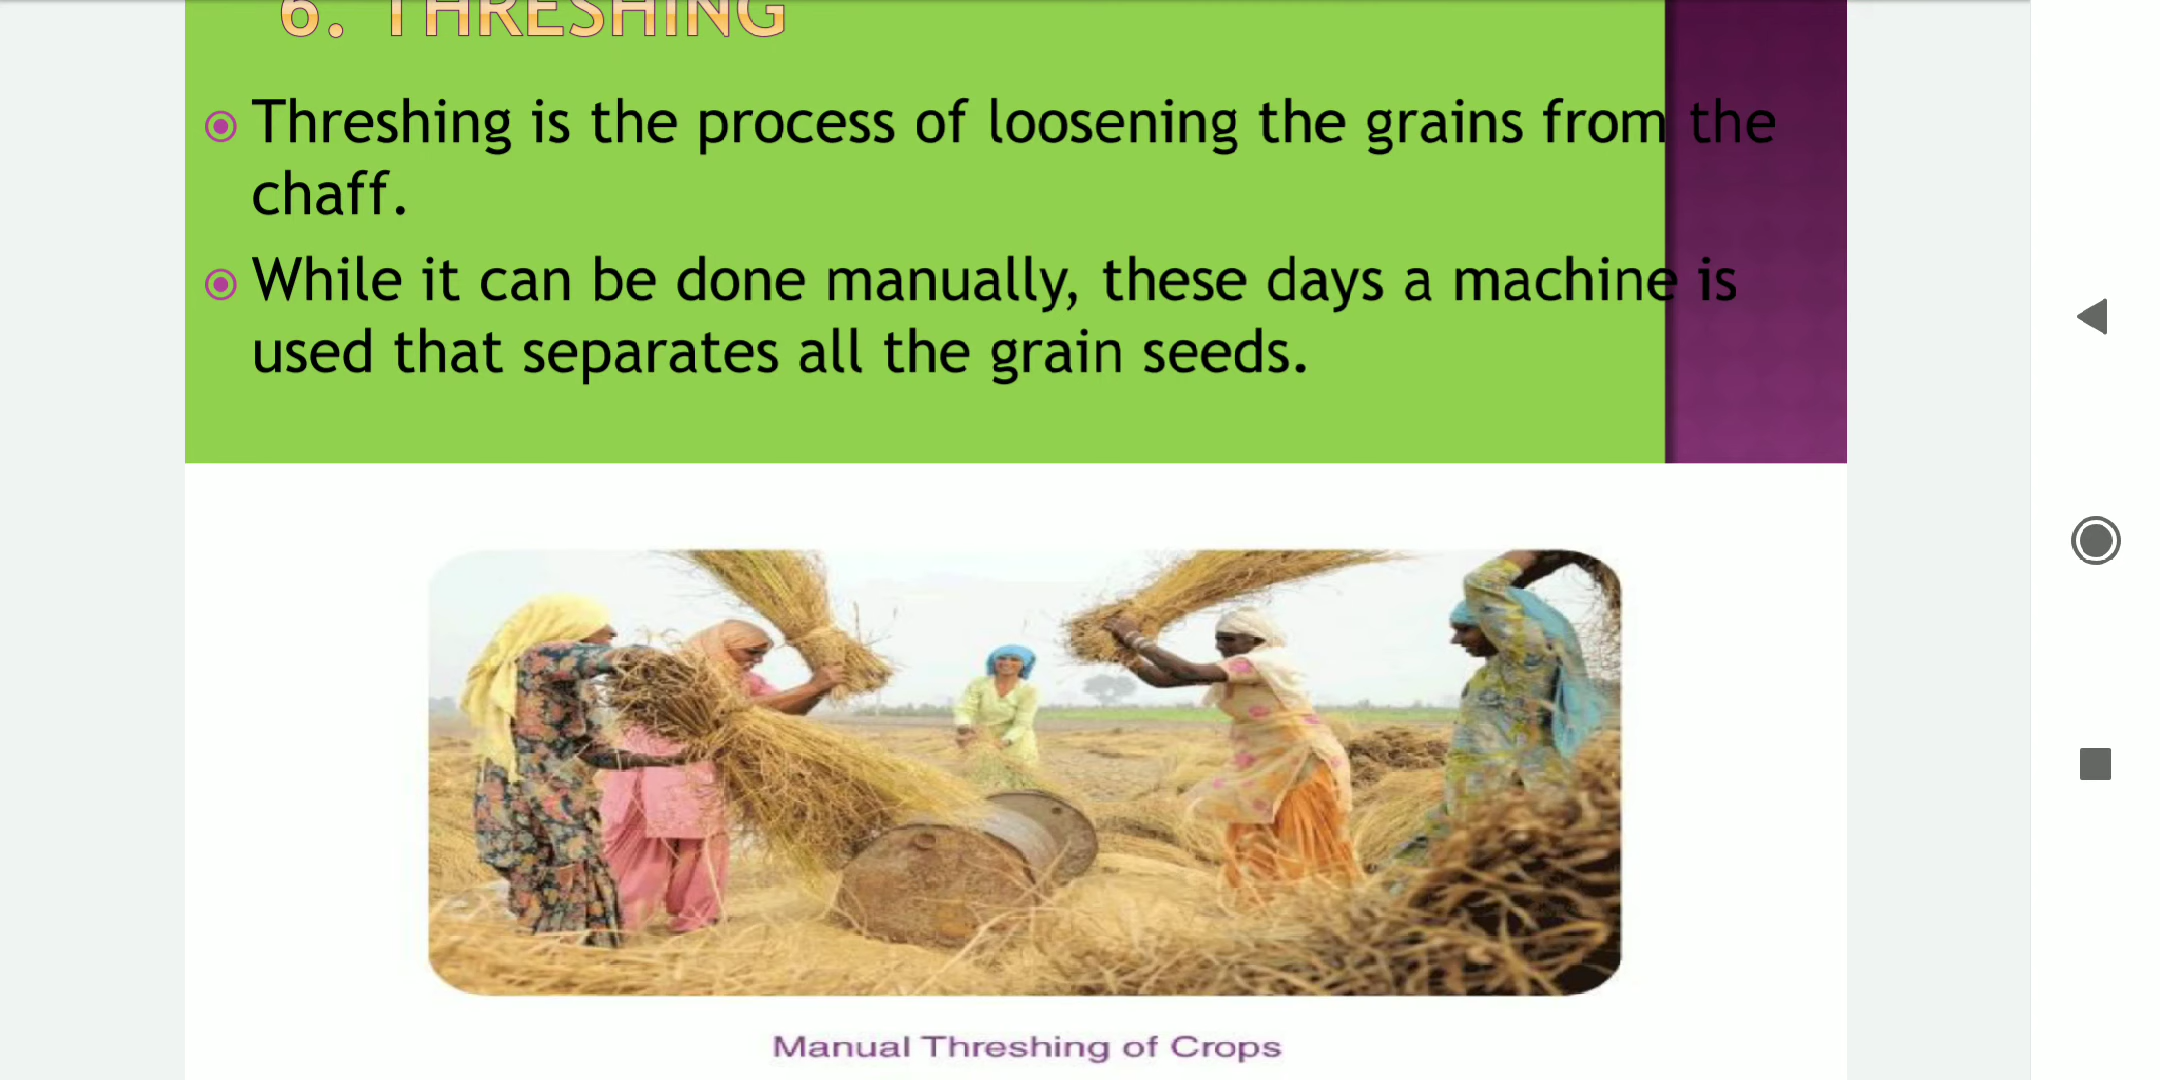 6. THRESHING
Threshing is the process of loosening the grains from the
chaff.
While it can be done manually, these days a machine is
used that separates all the grain seeds.
Manual Threshing of Crops